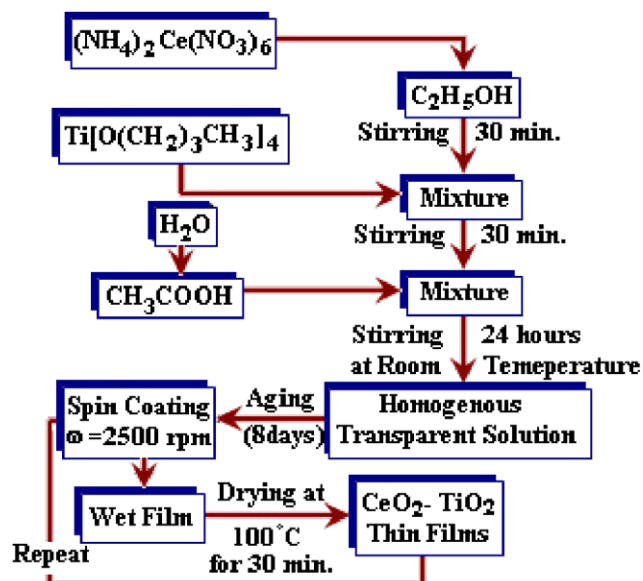 (NH₄)₂Ce(NO₃)₆
C₂H₅OH
Stirring 30 min.
Ti[O(CH₂)₃CH₃]₄
Mixture
H₂O
Stirring 30 min.
CH₃COOH
Mixture
Stirring 24 hours
at Room Temeperature
Spin Coating
ω =2500 rpm
Aging
(8days)
Homogenous
Transparent Solution
Wet Film
Drying at
100°C
for 30 min.
CeO₂- TiO₂
Thin Films
Repeat